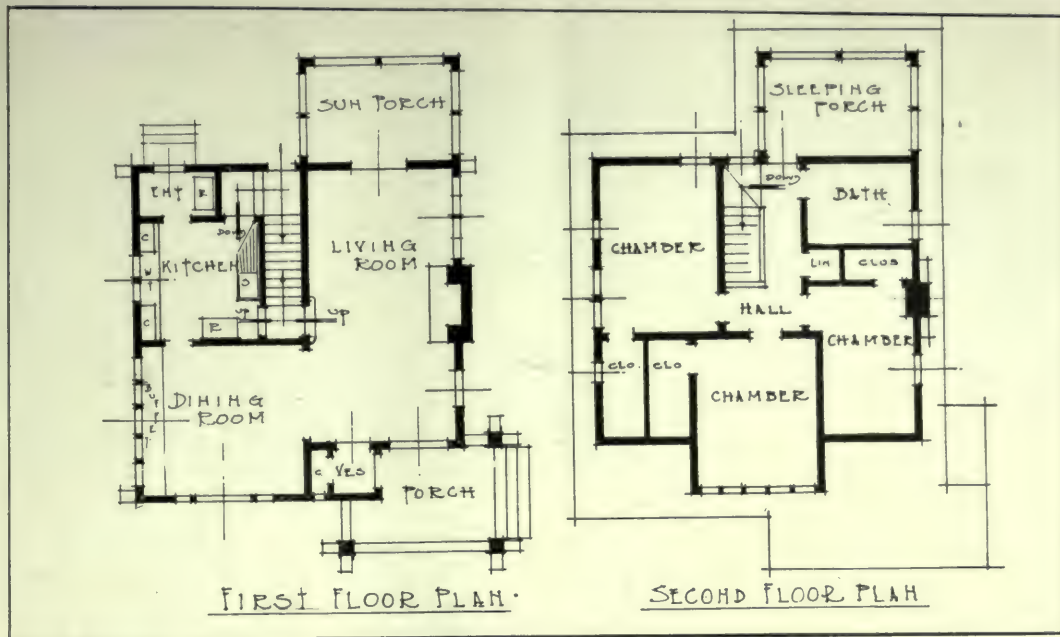 SUN PORCH
ENT
R
C
DOWN
LIVING
ROOM
KITCHEN
W
T
S
C
UP
UP
R
DINING
ROOM
BUFFET
C
VES
PORCH
FIRST FLOOR PLAN.
SLEEPING
PORCH
DOWN
BATH
CHAMBER
LIN
CLOS
HALL
CHAMBER
CLO.
CLO
CHAMBER
SECOND FLOOR PLAN